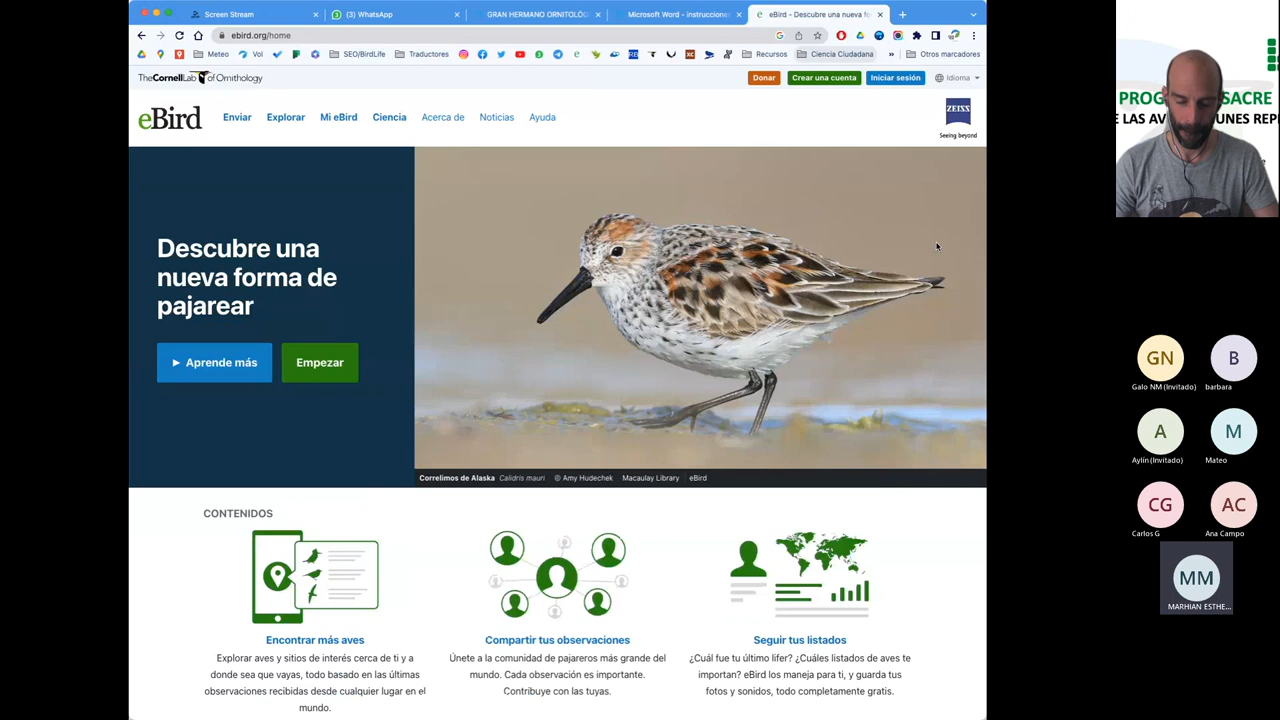 Screen Stream
(3) WhatsApp
GRAN HERMANO ORNITOLÓG
Microsoft Word - instruccione
eBird – Descubre una nueva fo
ebird.org/home
Meteo
Vol
SEO/BirdLife
Traductores
Recursos
Ciencia Ciudadana
»
Otros marcadores
TheCornellLab of Ornithology
Donar
Crear una cuenta
Iniciar sesión
Idioma
eBird
Enviar
Explorar
Mi eBird
Ciencia
Acerca de
Noticias
Ayuda
ZEISS
Seeing beyond
Descubre una
nueva forma de
pajarear
Aprende más
Empezar
Correlimos de Alaska Calidris mauri © Amy Hudechek Macaulay Library eBird
CONTENIDOS
Encontrar más aves
Explorar aves y sitios de interés cerca de ti y a
donde sea que vayas, todo basado en las últimas
observaciones recibidas desde cualquier lugar en el
mundo.
Compartir tus observaciones
Únete a la comunidad de pajareros más grande del
mundo. Cada observación es importante.
Contribuye con las tuyas.
Seguir tus listados
¿Cuál fue tu último lifer? ¿Cuáles listados de aves te
importan? eBird los maneja para ti, y guarda tus
fotos y sonidos, todo completamente gratis.
PROG SACRE
E LAS AV UNES REP
GN
Galo NM (Invitado)
B
barbara
A
Aylín (Invitado)
M
Mateo
CG
Carlos G
AC
Ana Campo
MM
MARHIAN ESTHE...